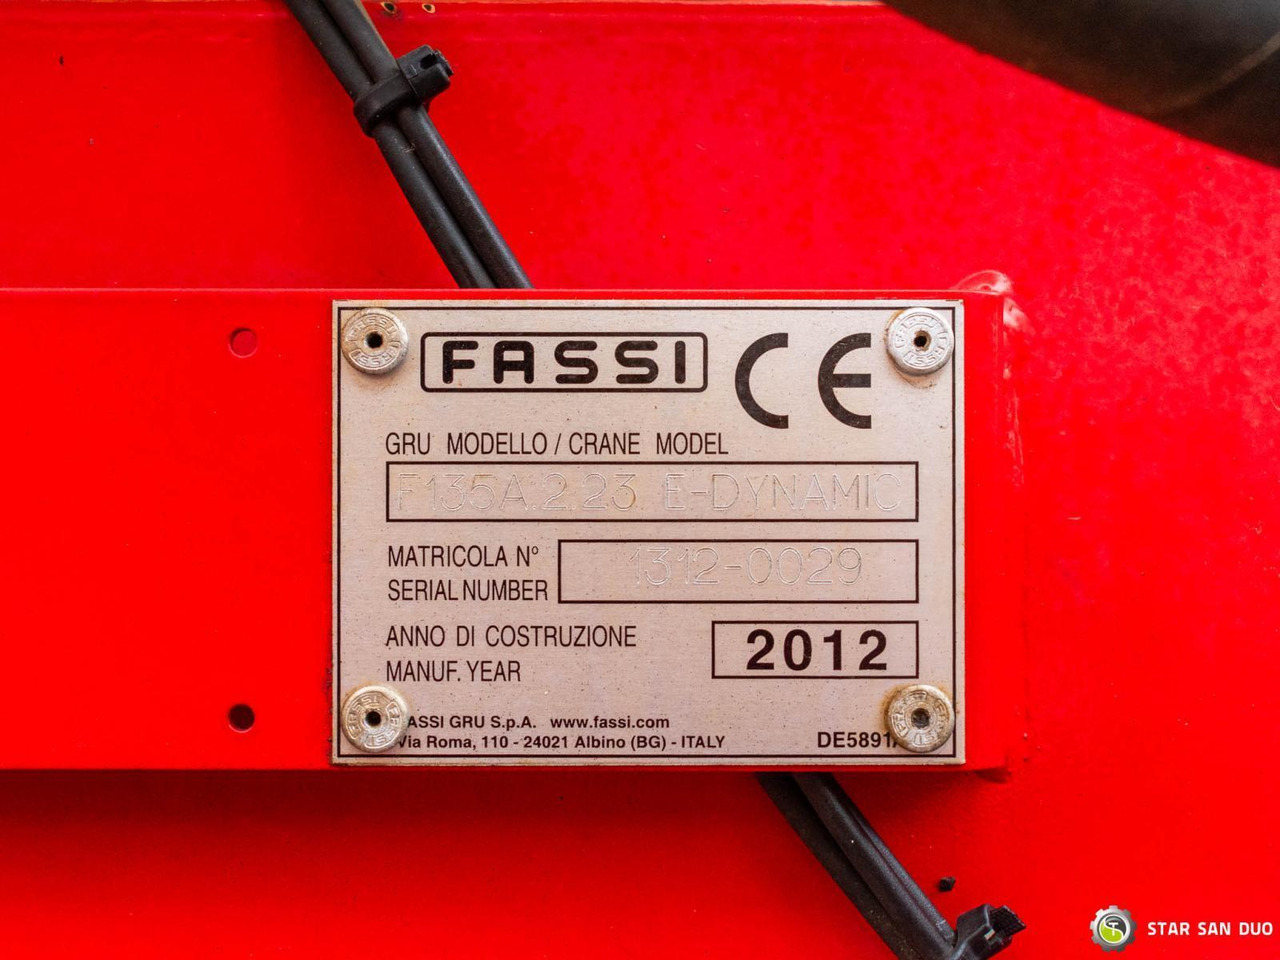 FASSI CE
GRU MODELLO / CRANE MODEL
F135A.2.23 E-DYNAMIC
MATRICOLA N°
SERIAL NUMBER
1312-0029
ANNO DI COSTRUZIONE
MANUF. YEAR
2012
FASSI GRU S.p.A. www.fassi.com
Via Roma, 110 - 24021 Albino (BG) - ITALY
DE5891
STAR SAN DUO